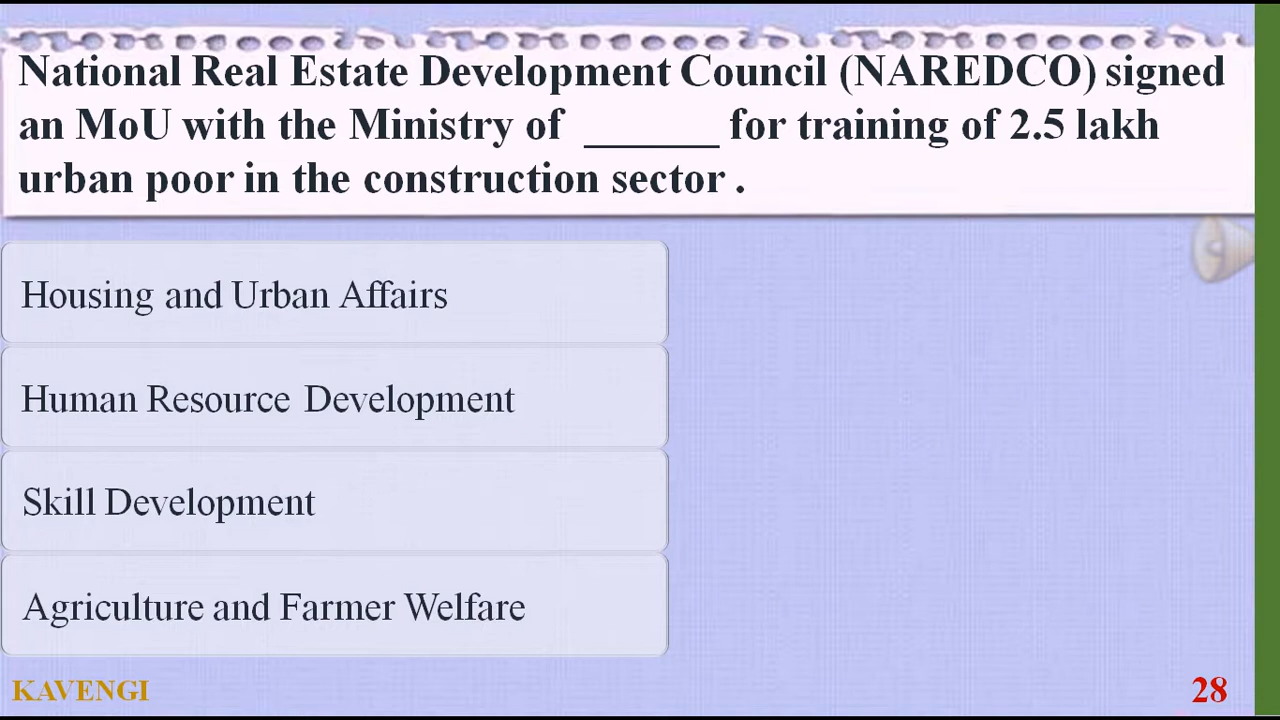 National Real Estate Development Council (NAREDCO) signed
an MoU with the Ministry of ______ for training of 2.5 lakh
urban poor in the construction sector .
Housing and Urban Affairs
Human Resource Development
Skill Development
Agriculture and Farmer Welfare
KAVENGI
28